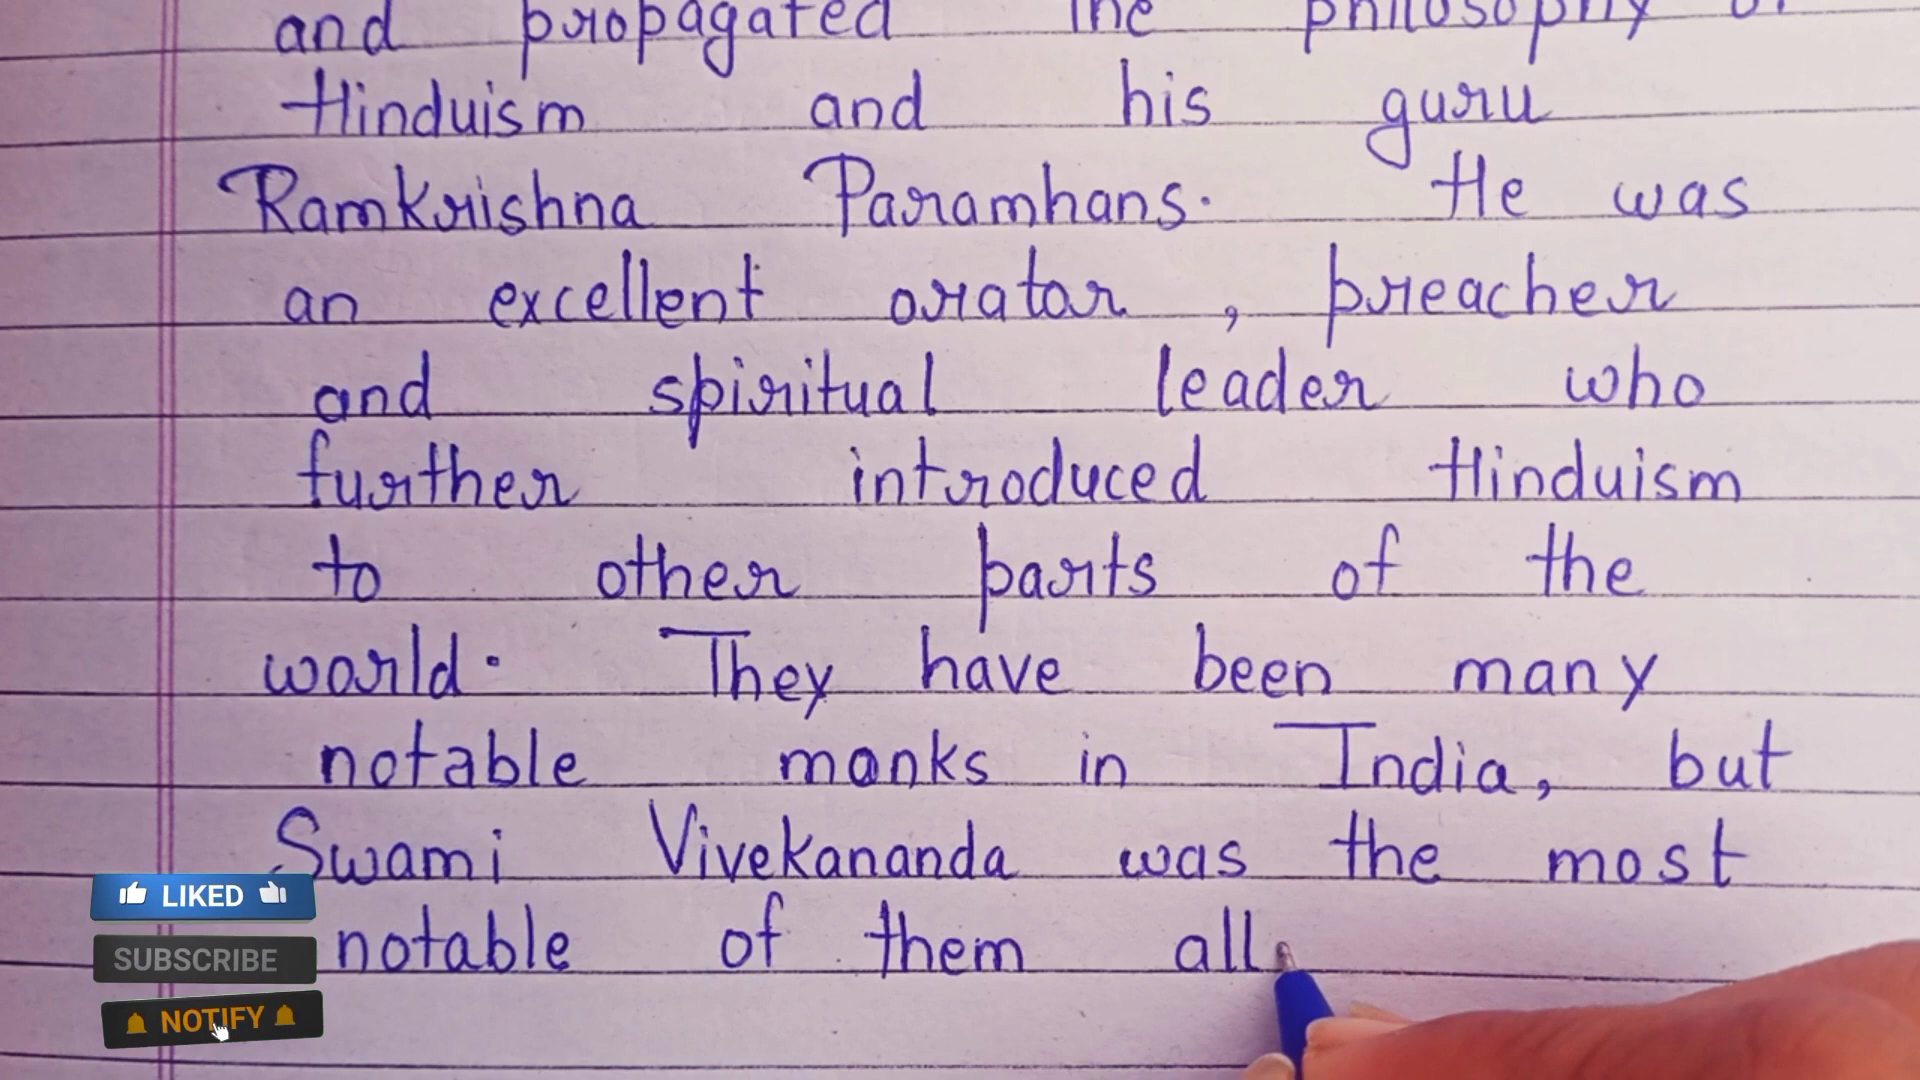 and propagated the philosophy of
Hinduism and his guru
Ramkrishna Paramhans. He was
an excellent orator, preacher
and spiritual leader who
further introduced Hinduism
to other parts of the
world. They have been many
notable monks in India, but
Swami Vivekananda was the most
notable of them all
LIKED
SUBSCRIBE
NOTIFY